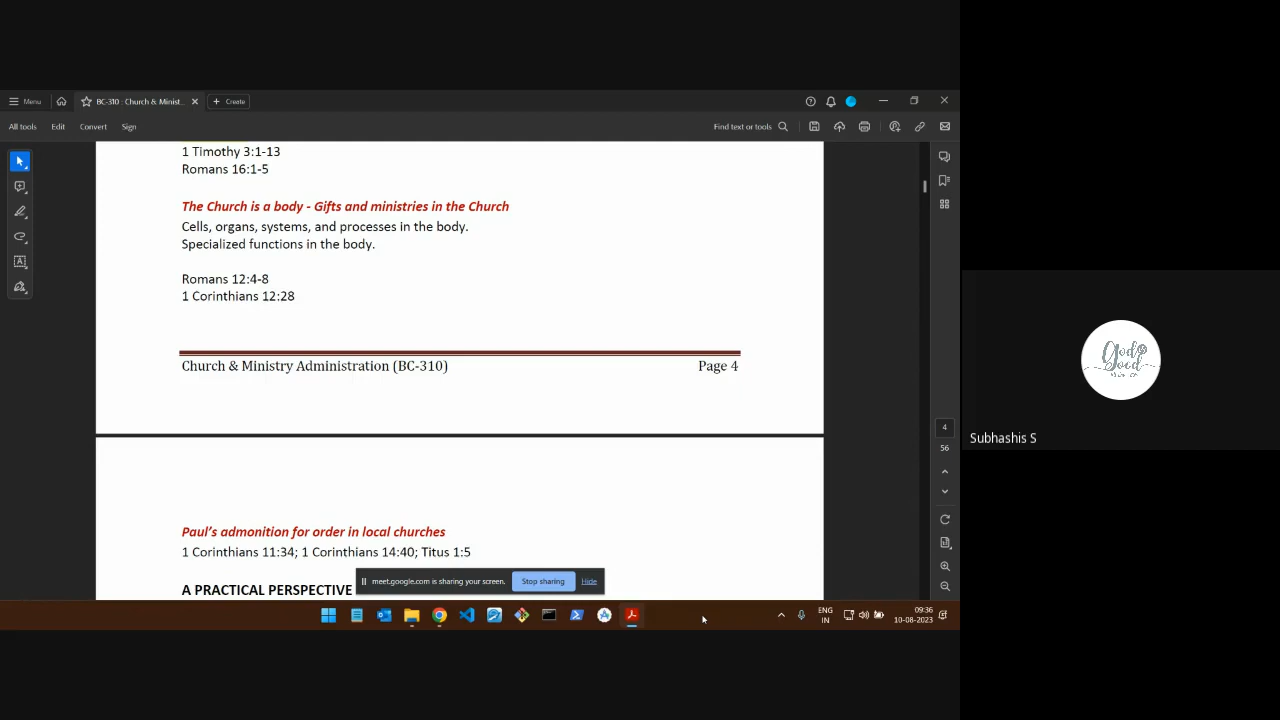 Menu
BC-310 : Church & Minist...
Create
All tools
Edit
Convert
Sign
Find text or tools
1 Timothy 3:1-13
Romans 16:1-5
The Church is a body - Gifts and ministries in the Church
Cells, organs, systems, and processes in the body.
Specialized functions in the body.
Romans 12:4-8
1 Corinthians 12:28
Church & Ministry Administration (BC-310) Page 4
4
56
Paul's admonition for order in local churches
1 Corinthians 11:34; 1 Corinthians 14:40; Titus 1:5
A PRACTICAL PERSPECTIVE
meet.google.com is sharing your screen.
Stop sharing
Hide
ENG
IN
09:36
10-08-2023
God
Good
Subhashis S